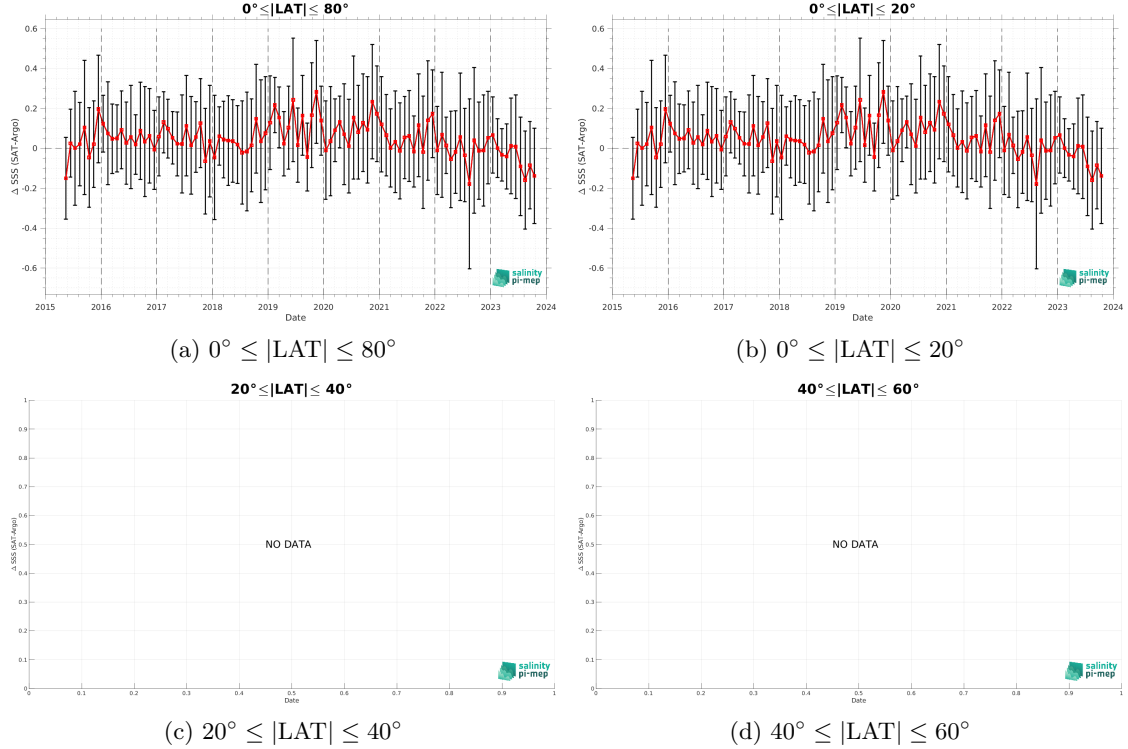 0°≤|LAT|≤ 80°
0.6
0.4
0.2
0
-0.2
-0.4
-0.6
Δ SSS (SAT-Argo)
2015 2016 2017 2018 2019 2020 2021 2022 2023 2024
Date
salinity
pi-mep
(a) 0° ≤ |LAT| ≤ 80°
0°≤|LAT|≤ 20°
0.6
0.4
0.2
0
-0.2
-0.4
-0.6
Δ SSS (SAT-Argo)
2015 2016 2017 2018 2019 2020 2021 2022 2023 2024
Date
salinity
pi-mep
(b) 0° ≤ |LAT| ≤ 20°
20°≤|LAT|≤ 40°
1
0.9
0.8
0.7
0.6
0.5
0.4
0.3
0.2
0.1
0
Δ SSS (SAT-Argo)
NO DATA
0 0.1 0.2 0.3 0.4 0.5 0.6 0.7 0.8 0.9 1
Date
salinity
pi-mep
(c) 20° ≤ |LAT| ≤ 40°
40°≤|LAT|≤ 60°
1
0.9
0.8
0.7
0.6
0.5
0.4
0.3
0.2
0.1
0
Δ SSS (SAT-Argo)
NO DATA
0 0.1 0.2 0.3 0.4 0.5 0.6 0.7 0.8 0.9 1
Date
salinity
pi-mep
(d) 40° ≤ |LAT| ≤ 60°